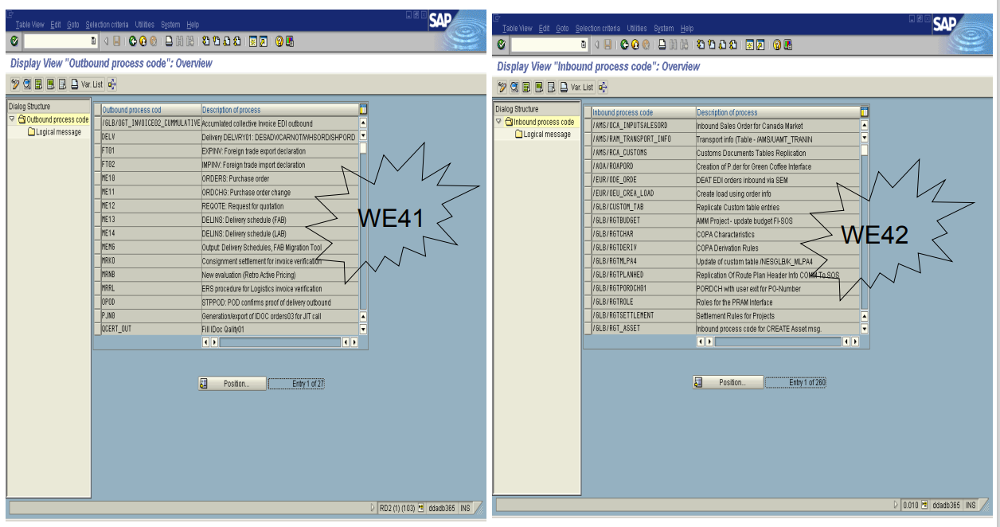 SAP
Table View Edit Goto Selection criteria Utilities System Help
Display View "Outbound process code": Overview
Var. List
Dialog Structure
Outbound process code
Logical message
Outbound process cod Description of process
/GLB/OGT_INVOICE02_CUMMULATIVE Accumlated collective Invoice EDI outbound
DELV Delivery DELVRY01: DESADV/CARNOT/WHSORD/SHPORD
FT01 EXPINV: Foreign trade export declaration
FT02 IMPINV: Foreign trade import declaration
ME10 ORDERS: Purchase order
ME11 ORDCHG: Purchase order change
ME12 REQOTE: Request for quotation
ME13 DELINS: Delivery schedule (FAB)
ME14 DELINS: Delivery schedule (LAB)
MEMG Output: Delivery Schedules, FAB Migration Tool
MRKO Consignment settlement for invoice verification
MRNB New evaluation (Retro Active Pricing)
MRRL ERS procedure for Logistics invoice verification
OPOD STPPOD: POD confirms proof of delivery outbound
PJNB Generation/export of IDOC orders03 for JIT call
QCERT_OUT Fill IDoc Qality01
WE41
Position... Entry 1 of 27
RD2 (1) (103) ddadb365 INS
SAP
Table View Edit Goto Selection criteria Utilities System Help
Display View "Inbound process code": Overview
Var. List
Dialog Structure
Inbound process code
Logical message
Inbound process code Description of process
/AMS/OCA_INPUTSALESORD Inbound Sales Order for Canada Market
/AMS/RAM_TRANSPORT_INFO Transport info (Table - /AMS/UAMT_TRANIN
/AMS/RCA_CUSTOMS Customs Documents Tables Replication
/AOA/ROAPORD Creation of P.der for Green Coffee Interface
/EUR/ODE_ORDE DEAT EDI orders inbound via SEM
/EUR/OEU_CREA_LOAD Create load using order info
/GLB/CUSTOM_TAB Replicate Custom table entries
/GLB/RGTBUDGET AMM Project - update budget FI-SOS
/GLB/RGTCHAR COPA Characteristics
/GLB/RGTDERIV COPA Derivation Rules
/GLB/RGTMLPA4 Update of custom table /NESGLB/K_MLPA4
/GLB/RGTPLANHED Replication Of Route Plan Header Info COMM To SOS
/GLB/RGTPORDCH01 PORDCH with user exit for PO-Number
/GLB/RGTROLE Roles for the PRAM Interface
/GLB/RGTSETTLEMENT Settlement Rules for Projects
/GLB/RGT_ASSET Inbound process code for CREATE Asset msg.
WE42
Position... Entry 1 of 260
0.010 ddadb365 INS